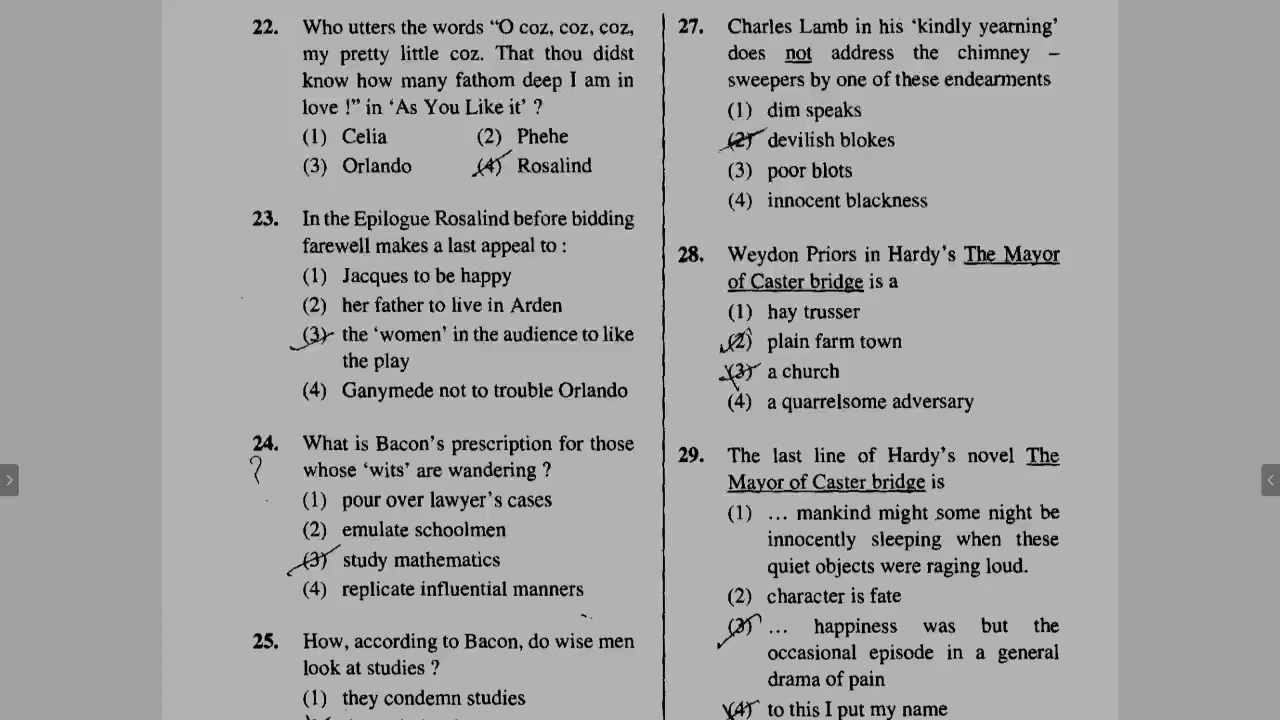 22. Who utters the words “O coz, coz, coz,
my pretty little coz. That thou didst
know how many fathom deep I am in
love !” in ‘As You Like it’ ?
(1) Celia (2) Phehe
(3) Orlando (4) Rosalind
23. In the Epilogue Rosalind before bidding
farewell makes a last appeal to :
(1) Jacques to be happy
(2) her father to live in Arden
(3) the ‘women’ in the audience to like
the play
(4) Ganymede not to trouble Orlando
24. What is Bacon’s prescription for those
? whose ‘wits’ are wandering ?
(1) pour over lawyer’s cases
(2) emulate schoolmen
(3) study mathematics
(4) replicate influential manners
25. How, according to Bacon, do wise men
look at studies ?
(1) they condemn studies
27. Charles Lamb in his ‘kindly yearning’
does not address the chimney –
sweepers by one of these endearments
(1) dim speaks
(2) devilish blokes
(3) poor blots
(4) innocent blackness
28. Weydon Priors in Hardy’s The Mayor
of Caster bridge is a
(1) hay trusser
(2) plain farm town
(3) a church
(4) a quarrelsome adversary
29. The last line of Hardy’s novel The
Mayor of Caster bridge is
(1) ... mankind might some night be
innocently sleeping when these
quiet objects were raging loud.
(2) character is fate
(3) ... happiness was but the
occasional episode in a general
drama of pain
(4) to this I put my name